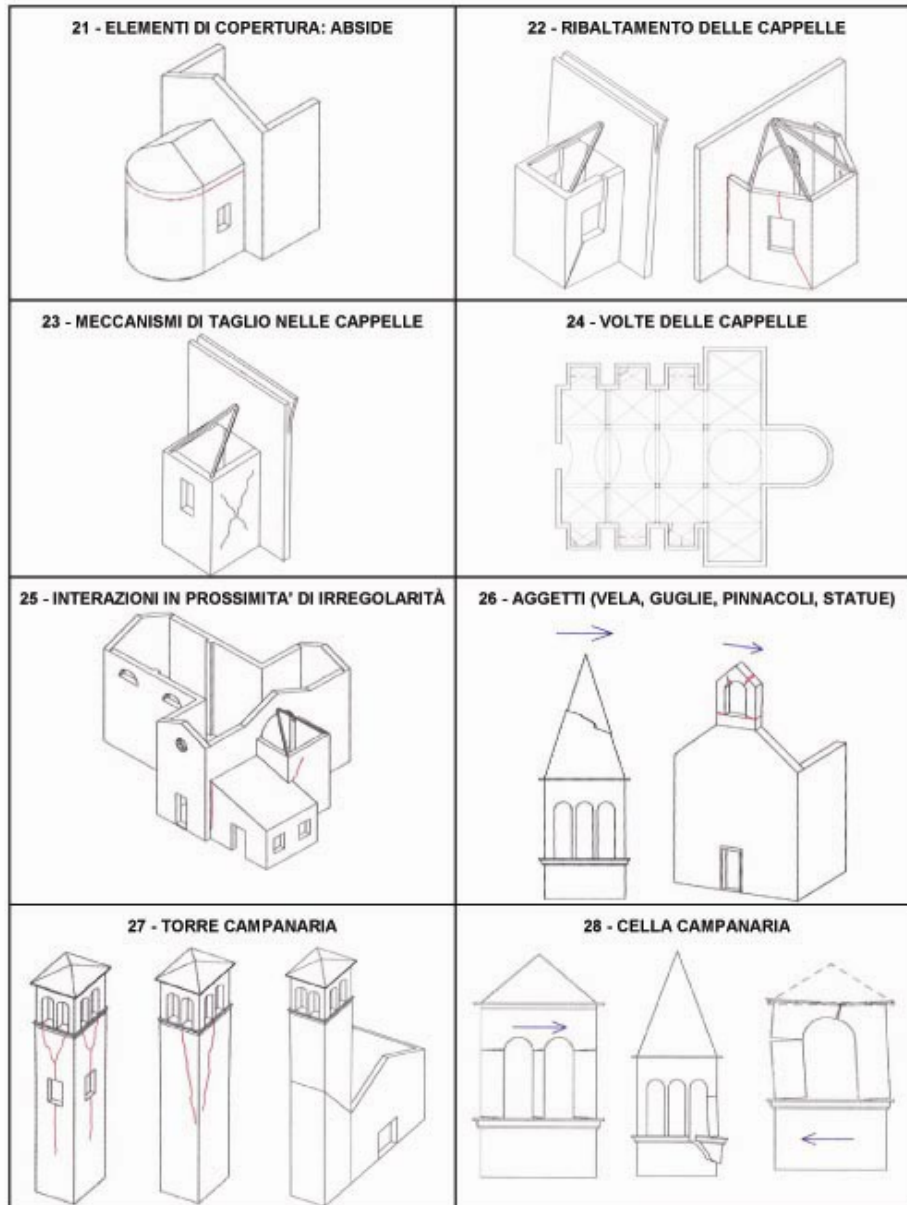 21 - ELEMENTI DI COPERTURA: ABSIDE
22 - RIBALTAMENTO DELLE CAPPELLE
23 - MECCANISMI DI TAGLIO NELLE CAPPELLE
24 - VOLTE DELLE CAPPELLE
25 - INTERAZIONI IN PROSSIMITA' DI IRREGOLARITÀ
26 - AGGETTI (VELA, GUGLIE, PINNACOLI, STATUE)
27 - TORRE CAMPANARIA
28 - CELLA CAMPANARIA